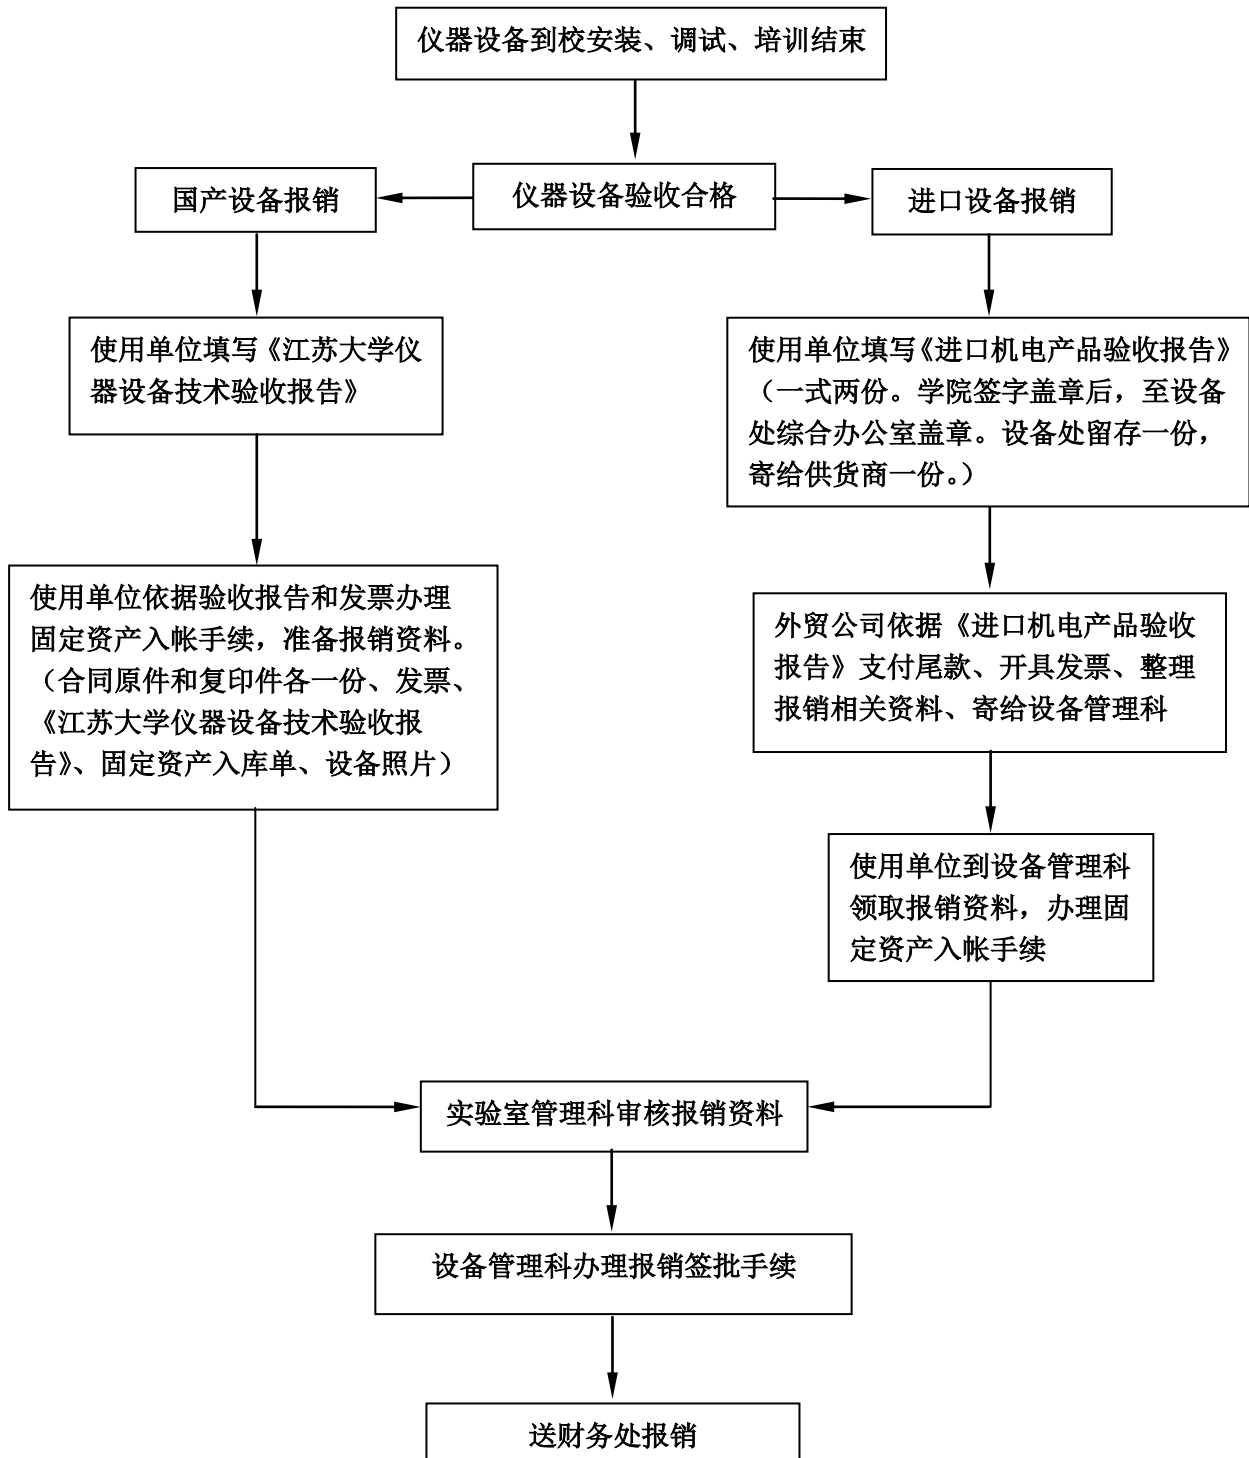 仪器设备到校安装、调试、培训结束
国产设备报销
仪器设备验收合格
进口设备报销
使用单位填写《江苏大学仪
器设备技术验收报告》
使用单位填写《进口机电产品验收报告》
（一式两份。学院签字盖章后，至设备
处综合办公室盖章。设备处留存一份，
寄给供货商一份。）
使用单位依据验收报告和发票办理
固定资产入帐手续，准备报销资料。
（合同原件和复印件各一份、发票、
《江苏大学仪器设备技术验收报
告》、固定资产入库单、设备照片）
外贸公司依据《进口机电产品验收
报告》支付尾款、开具发票、整理
报销相关资料、寄给设备管理科
使用单位到设备管理科
领取报销资料，办理固
定资产入帐手续
实验室管理科审核报销资料
设备管理科办理报销签批手续
送财务处报销